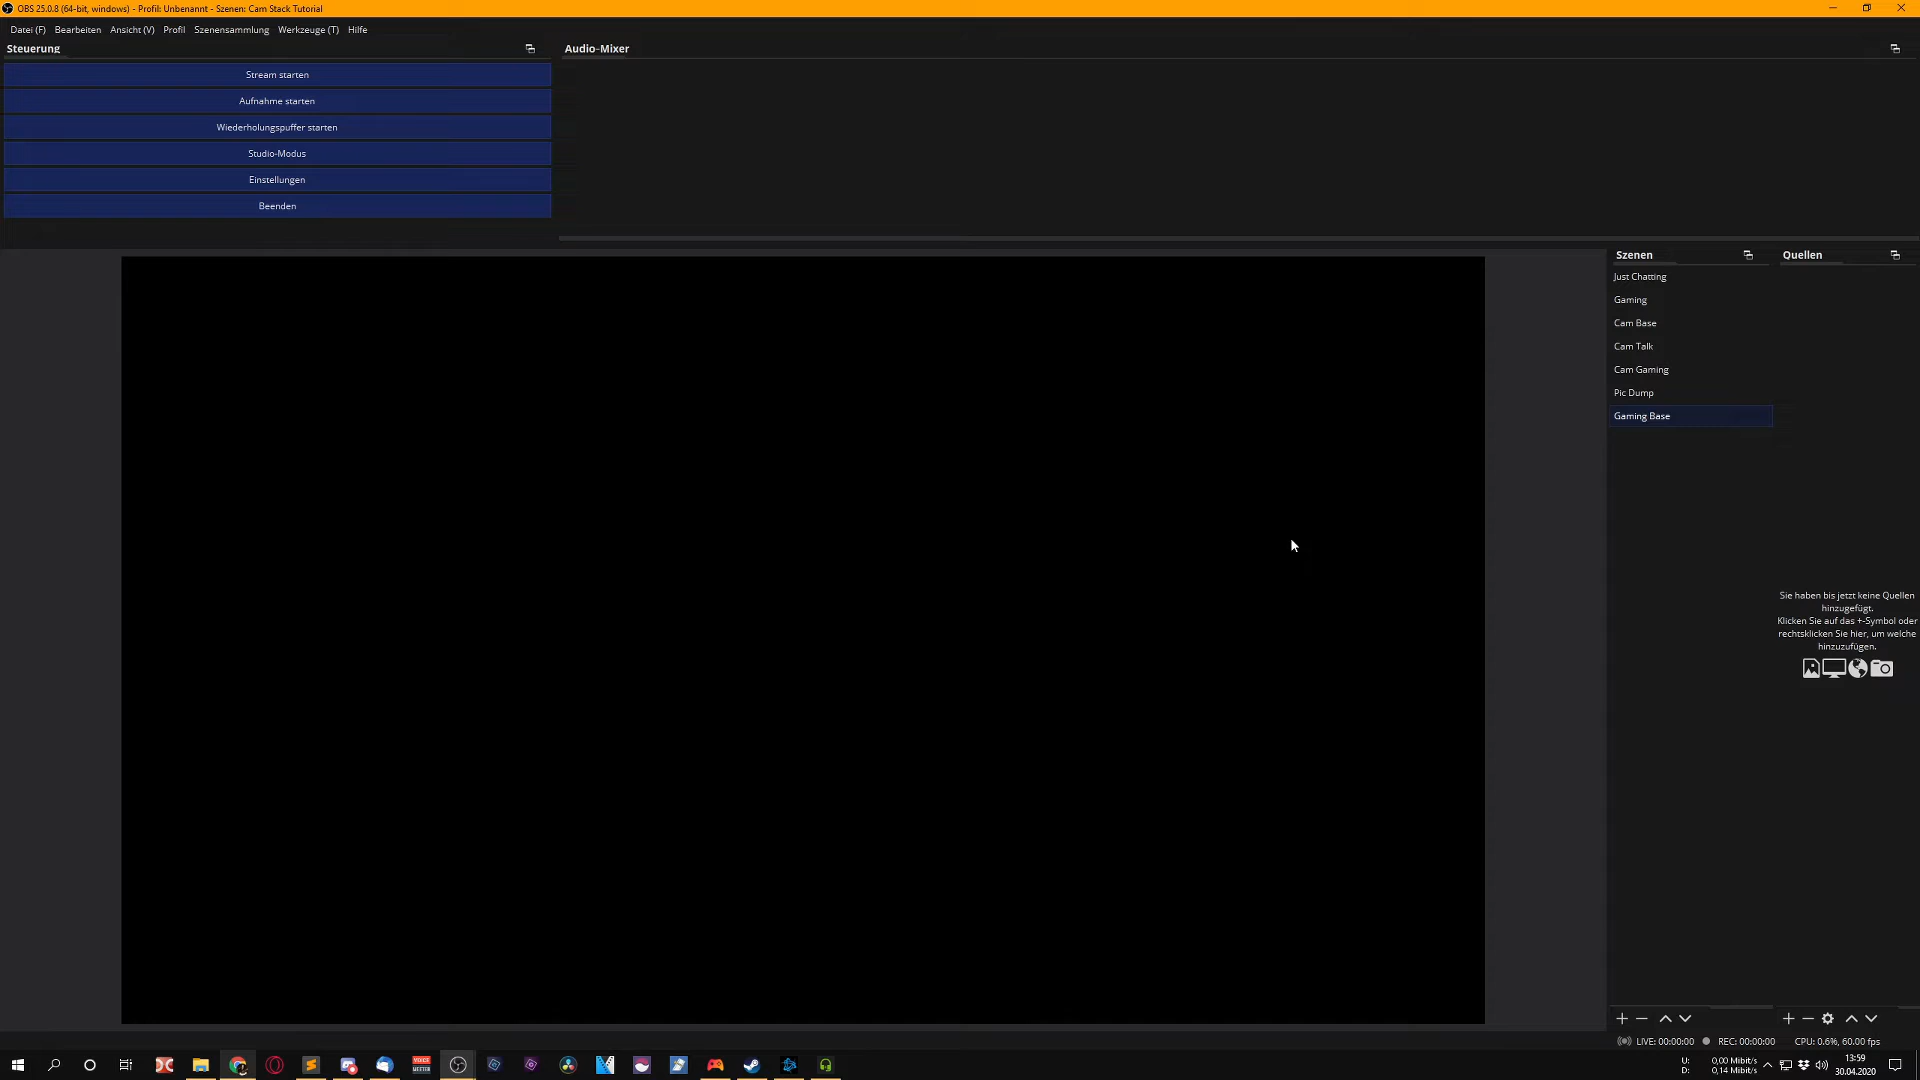 OBS 25.0.8 (64-bit, windows) - Profil: Unbenannt - Szenen: Cam Stack Tutorial
Datei (F) Bearbeiten Ansicht (V) Profil Szenensammlung Werkzeuge (T) Hilfe
Steuerung
Stream starten
Aufnahme starten
Wiederholungspuffer starten
Studio-Modus
Einstellungen
Beenden
Audio-Mixer
Szenen
Just Chatting
Gaming
Cam Base
Cam Talk
Cam Gaming
Pic Dump
Gaming Base
Quellen
Sie haben bis jetzt keine Quellen
hinzugefügt.
Klicken Sie auf das +-Symbol oder
rechtsklicken Sie hier, um welche
hinzuzufügen.
LIVE: 00:00:00 REC: 00:00:00 CPU: 0.6%, 60.00 fps
VOICE
MEETER
U: 0,00 Mibit/s
D: 0,14 Mibit/s
13:59
30.04.2020